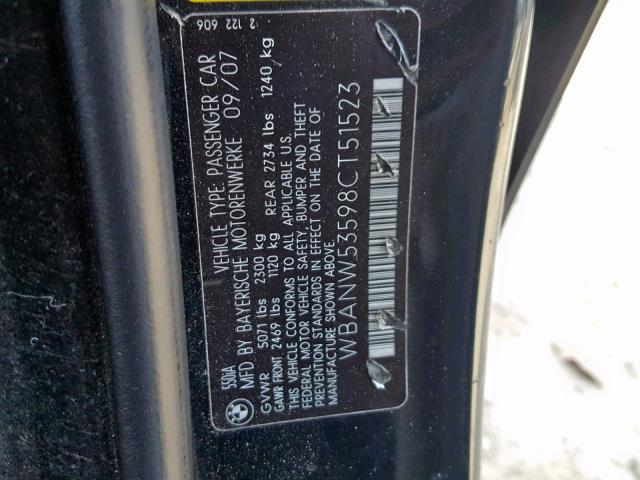 2 122 606
550iA
VEHICLE TYPE: PASSENGER CAR
MFD BY BAYERISCHE MOTORENWERKE 09/07
GVWR 5071 lbs 2300 kg
GAWR FRONT 2469 lbs 1120 kg REAR 2734 lbs 1240 kg
THIS VEHICLE CONFORMS TO ALL APPLICABLE U.S.
FEDERAL MOTOR VEHICLE SAFETY, BUMPER AND THEFT
PREVENTION STANDARDS IN EFFECT ON THE DATE OF
MANUFACTURE SHOWN ABOVE.
WBANW53598CT51523